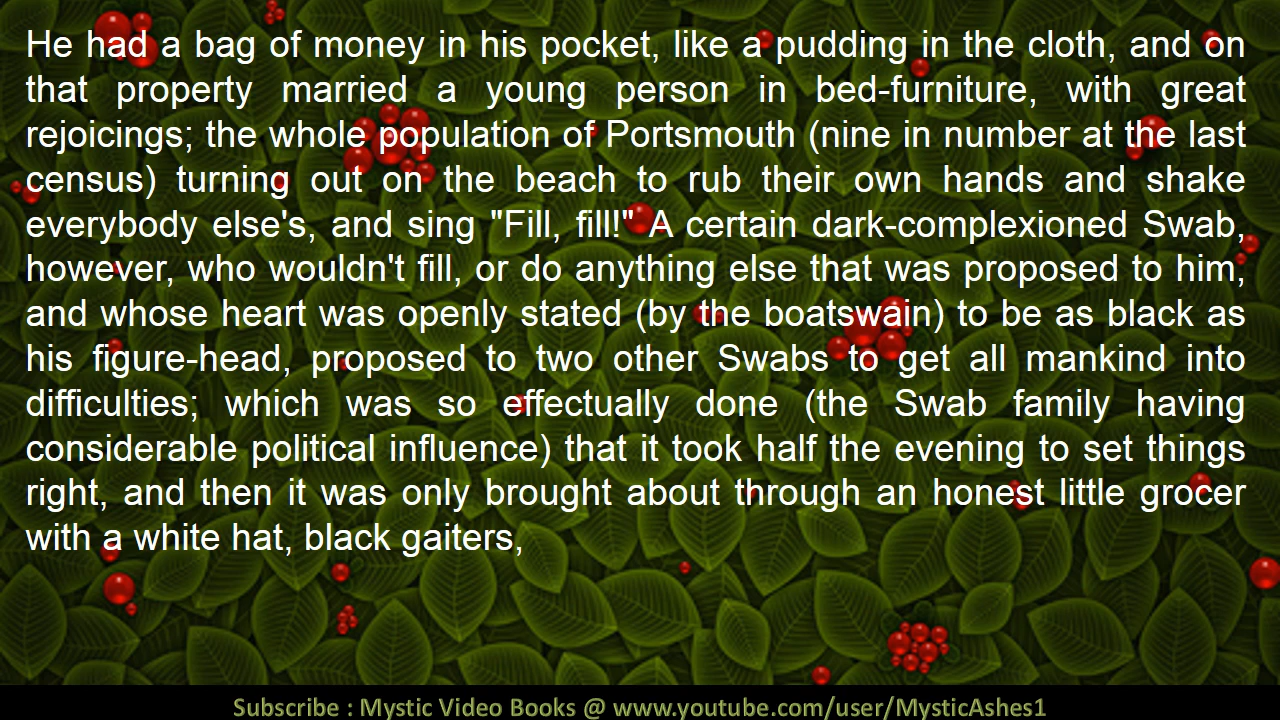 He had a bag of money in his pocket, like a pudding in the cloth, and on
that property married a young person in bed-furniture, with great
rejoicings; the whole population of Portsmouth (nine in number at the last
census) turning out on the beach to rub their own hands and shake
everybody else's, and sing "Fill, fill!" A certain dark-complexioned Swab,
however, who wouldn't fill, or do anything else that was proposed to him,
and whose heart was openly stated (by the boatswain) to be as black as
his figure-head, proposed to two other Swabs to get all mankind into
difficulties; which was so effectually done (the Swab family having
considerable political influence) that it took half the evening to set things
right, and then it was only brought about through an honest little grocer
with a white hat, black gaiters,
Subscribe : Mystic Video Books @ www.youtube.com/user/MysticAshes1